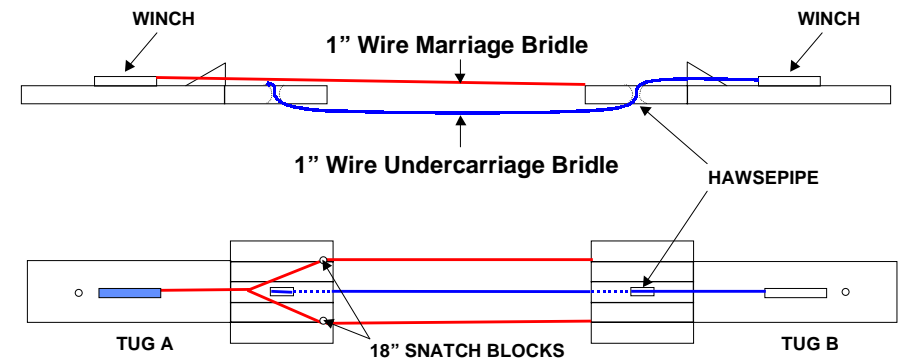 WINCH
WINCH
1” Wire Marriage Bridle
1” Wire Undercarriage Bridle
HAWSEPIPE
TUG A
18” SNATCH BLOCKS
TUG B